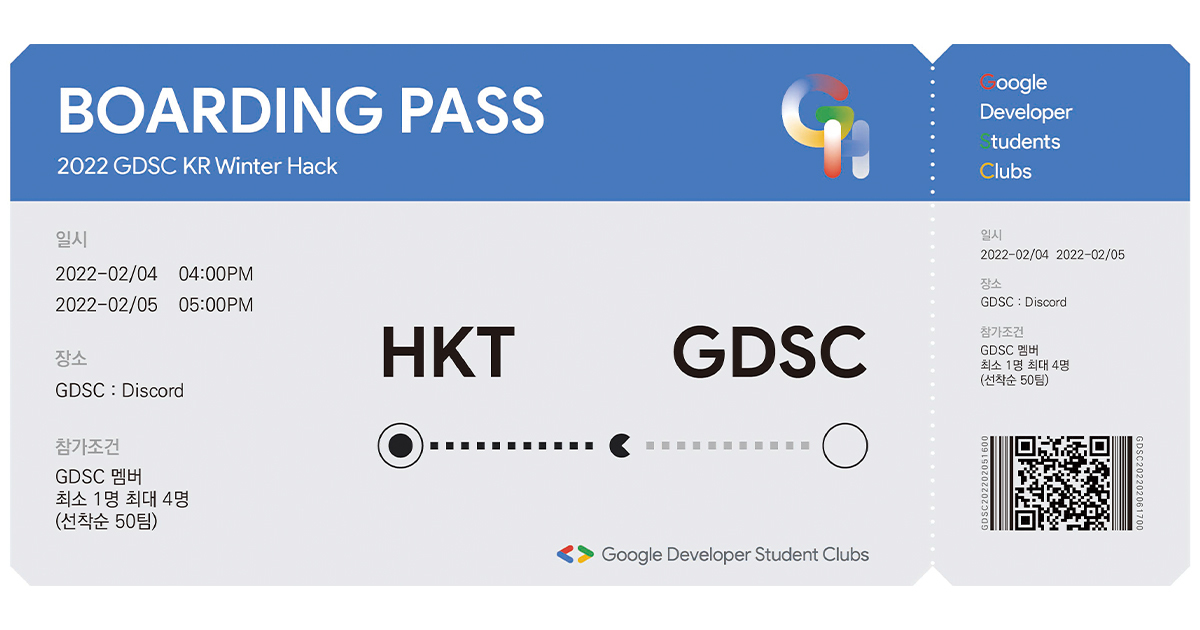 BOARDING PASS
2022 GDSC KR Winter Hack
일시
2022-02/04 04:00PM
2022-02/05 05:00PM
장소
GDSC : Discord
참가조건
GDSC 멤버
최소 1명 최대 4명
(선착순 50팀)
HKT
GDSC
Google Developer Student Clubs
GH
Google
Developer
Students
Clubs
일시
2022-02/04 2022-02/05
장소
GDSC : Discord
참가조건
GDSC 멤버
최소 1명 최대 4명
(선착순 50팀)
GDSC202202051600
GDSC202202061700